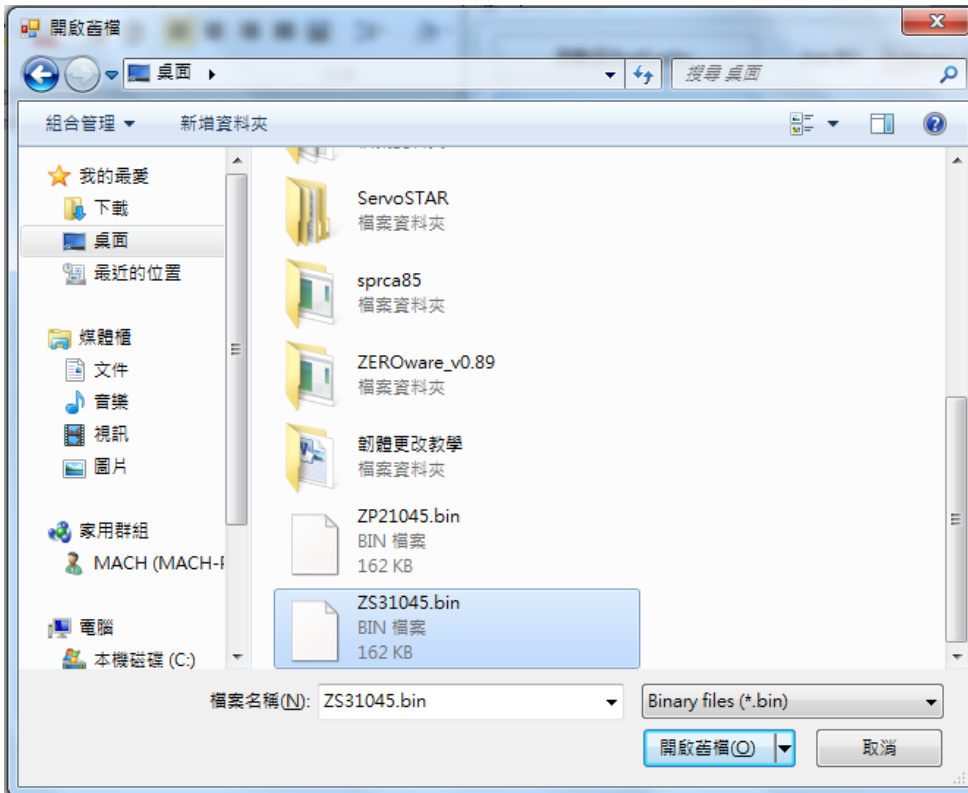 開啟舊檔
桌面
搜尋 桌面
組合管理
新增資料夾
我的最愛
下載
桌面
最近的位置
媒體櫃
文件
音樂
視訊
圖片
家用群組
MACH (MACH-P
電腦
本機磁碟 (C:)
ServoSTAR
檔案資料夾
sprca85
檔案資料夾
ZEROware_v0.89
檔案資料夾
韌體更改教學
檔案資料夾
ZP21045.bin
BIN 檔案
162 KB
ZS31045.bin
BIN 檔案
162 KB
檔案名稱(N): ZS31045.bin
Binary files (*.bin)
開啟舊檔(O)
取消